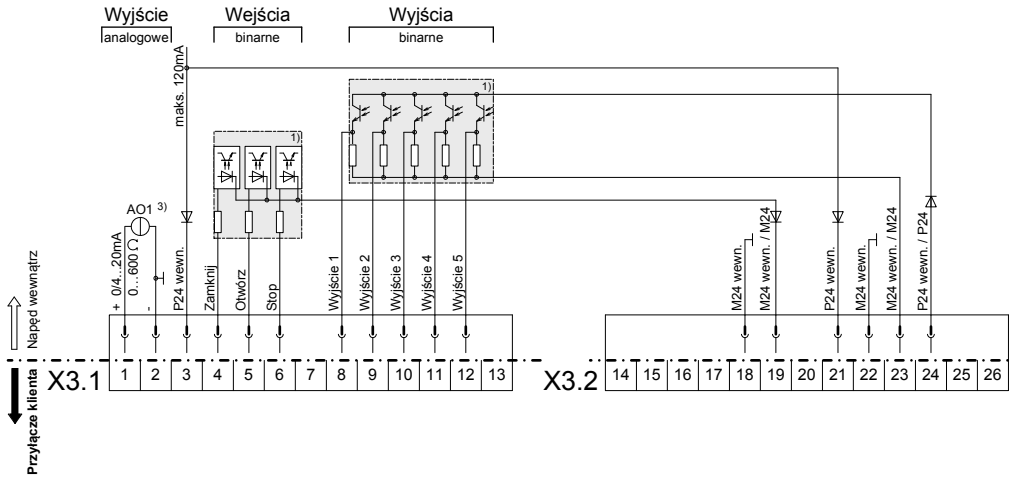 Wyjście
analogowe
Wejścia
binarne
Wyjścia
binarne
maks. 120mA
1)
1)
AO1 3)
+ 0/4...20mA
0...600 Ω
-
P24 wewn.
Zamknij
Otwórz
Stop
Wyjście 1
Wyjście 2
Wyjście 3
Wyjście 4
Wyjście 5
M24 wewn.
M24 wewn. / M24
P24 wewn.
M24 wewn.
M24 wewn. / M24
P24 wewn. / P24
Napęd wewnątrz
Przyłącze klienta
X3.1 1 2 3 4 5 6 7 8 9 10 11 12 13
X3.2 14 15 16 17 18 19 20 21 22 23 24 25 26